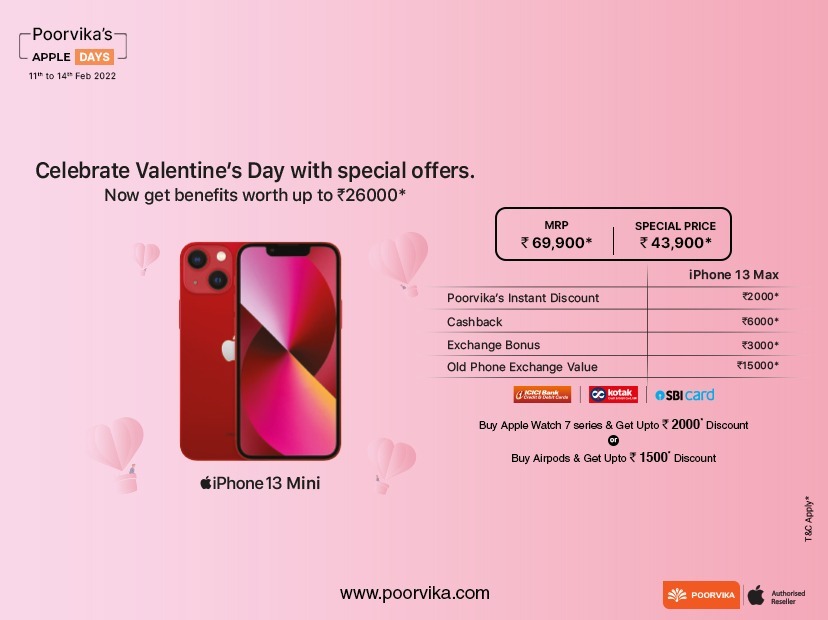 Poorvika's
APPLE DAYS
11th to 14th Feb 2022
Celebrate Valentine's Day with special offers.
Now get benefits worth up to ₹26000*
MRP
₹ 69,900*
SPECIAL PRICE
₹ 43,900*
iPhone 13 Max
Poorvika's Instant Discount ₹2000*
Cashback ₹6000*
Exchange Bonus ₹3000*
Old Phone Exchange Value ₹15000*
ICICI Bank
Credit & Debit Cards
kotak
SBI card
Buy Apple Watch 7 series & Get Upto ₹ 2000* Discount
or
Buy Airpods & Get Upto ₹ 1500* Discount
iPhone 13 Mini
T&C Apply*
www.poorvika.com
POORVIKA
Authorised
Reseller